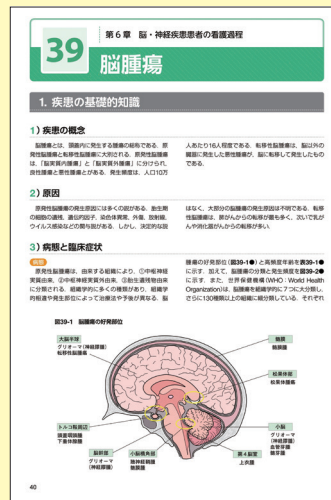 39
第6章 脳・神経疾患患者の看護過程
脳腫瘍
1. 疾患の基礎的知識
1）疾患の概念
脳腫瘍とは，頭蓋内に発生する腫瘍の総称である．原
発性脳腫瘍と転移性脳腫瘍に大別される．原発性脳腫瘍
は，「脳実質内腫瘍」と「脳実質外腫瘍」に分けられ，
良性腫瘍と悪性腫瘍とがある．発生頻度は，人口10万
人あたり16人程度である．転移性脳腫瘍は，脳以外の
臓器に発生した悪性腫瘍が，脳に移転して発生したもの
である．
2）原因
原発性脳腫瘍の発生原因には多くの説がある．胎生期
の細胞の遺残，遺伝的因子，染色体異常，外傷，放射線，
ウイルス感染などの関与説がある．しかし，決定的な説
はなく，大部分の脳腫瘍の発生原因は不明である．転移
性脳腫瘍は，肺がんからの転移が最も多く，次いで乳が
んや消化器がんからの転移が多い．
3）病態と臨床症状
病態
原発性脳腫瘍は，由来する組織により，①中枢神経
実質由来，②中枢神経実質外由来，③胎生遺残物由来
に分類される．組織学的に多くの種類があり，組織学
的相違や発生部位によって治療法や予後が異なる．脳
腫瘍の好発部位（図39-1●）と高頻度年齢を表39-1●
に示す．加えて，脳腫瘍の分類と発生頻度を図39-2●
に示す．また，世界保健機構（WHO：World Health
Organization）は，脳腫瘍を組織学的に7つに大分類し，
さらに130種類以上の組織に細分類している．それぞれ
図39-1 脳腫瘍の好発部位
大脳半球
グリオーマ（神経膠腫）
転移性脳腫瘍
髄膜
髄膜腫
松果体部
松果体腫瘍
トルコ鞍周辺
頭蓋咽頭腫
下垂体腺腫
脳幹部
グリオーマ
（神経膠腫）
小脳橋角部
聴神経鞘腫
髄膜腫
第4脳室
上衣腫
小脳
グリオーマ
（神経膠腫）
血管芽腫
髄芽腫
40